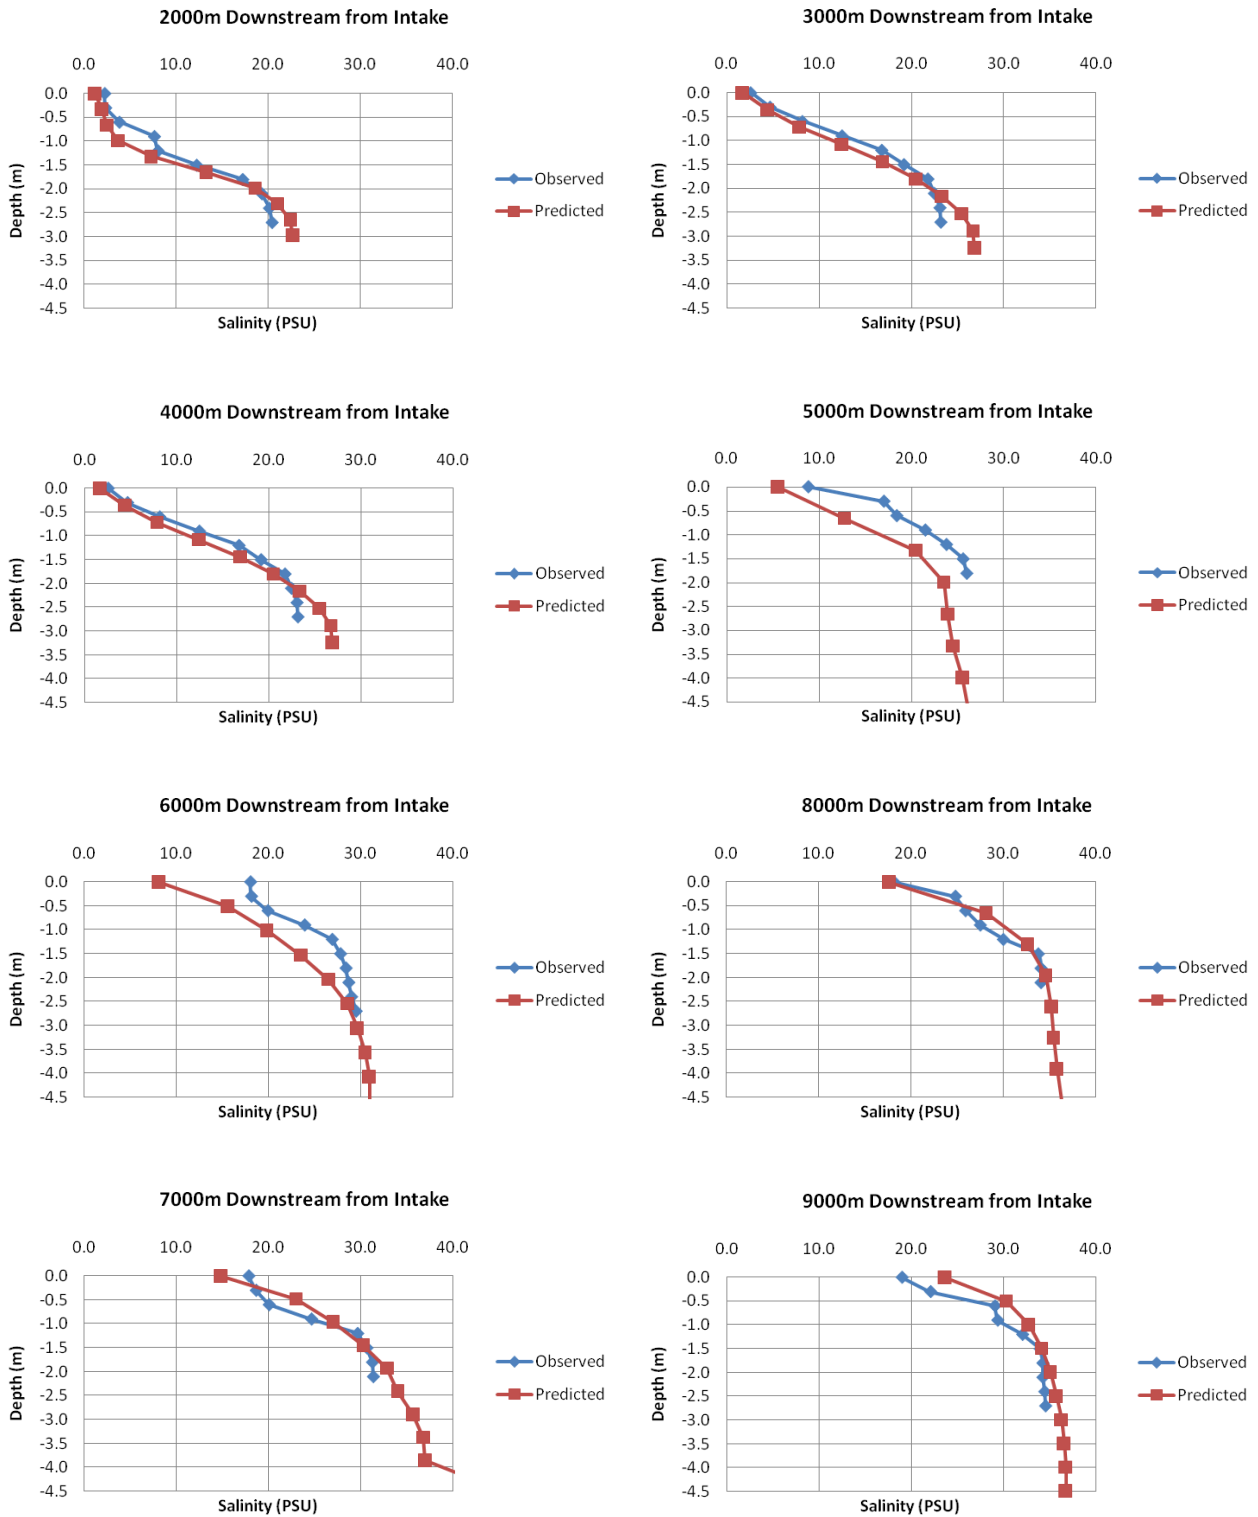 2000m Downstream from Intake
0.0 10.0 20.0 30.0 40.0
0.0
-0.5
-1.0
-1.5
-2.0
-2.5
-3.0
-3.5
-4.0
-4.5
Depth (m)
Salinity (PSU)
Observed
Predicted
3000m Downstream from Intake
0.0 10.0 20.0 30.0 40.0
0.0
-0.5
-1.0
-1.5
-2.0
-2.5
-3.0
-3.5
-4.0
-4.5
Depth (m)
Salinity (PSU)
Observed
Predicted
4000m Downstream from Intake
0.0 10.0 20.0 30.0 40.0
0.0
-0.5
-1.0
-1.5
-2.0
-2.5
-3.0
-3.5
-4.0
-4.5
Depth (m)
Salinity (PSU)
Observed
Predicted
5000m Downstream from Intake
0.0 10.0 20.0 30.0 40.0
0.0
-0.5
-1.0
-1.5
-2.0
-2.5
-3.0
-3.5
-4.0
-4.5
Depth (m)
Salinity (PSU)
Observed
Predicted
6000m Downstream from Intake
0.0 10.0 20.0 30.0 40.0
0.0
-0.5
-1.0
-1.5
-2.0
-2.5
-3.0
-3.5
-4.0
-4.5
Depth (m)
Salinity (PSU)
Observed
Predicted
8000m Downstream from Intake
0.0 10.0 20.0 30.0 40.0
0.0
-0.5
-1.0
-1.5
-2.0
-2.5
-3.0
-3.5
-4.0
-4.5
Depth (m)
Salinity (PSU)
Observed
Predicted
7000m Downstream from Intake
0.0 10.0 20.0 30.0 40.0
0.0
-0.5
-1.0
-1.5
-2.0
-2.5
-3.0
-3.5
-4.0
-4.5
Depth (m)
Salinity (PSU)
Observed
Predicted
9000m Downstream from Intake
0.0 10.0 20.0 30.0 40.0
0.0
-0.5
-1.0
-1.5
-2.0
-2.5
-3.0
-3.5
-4.0
-4.5
Depth (m)
Salinity (PSU)
Observed
Predicted